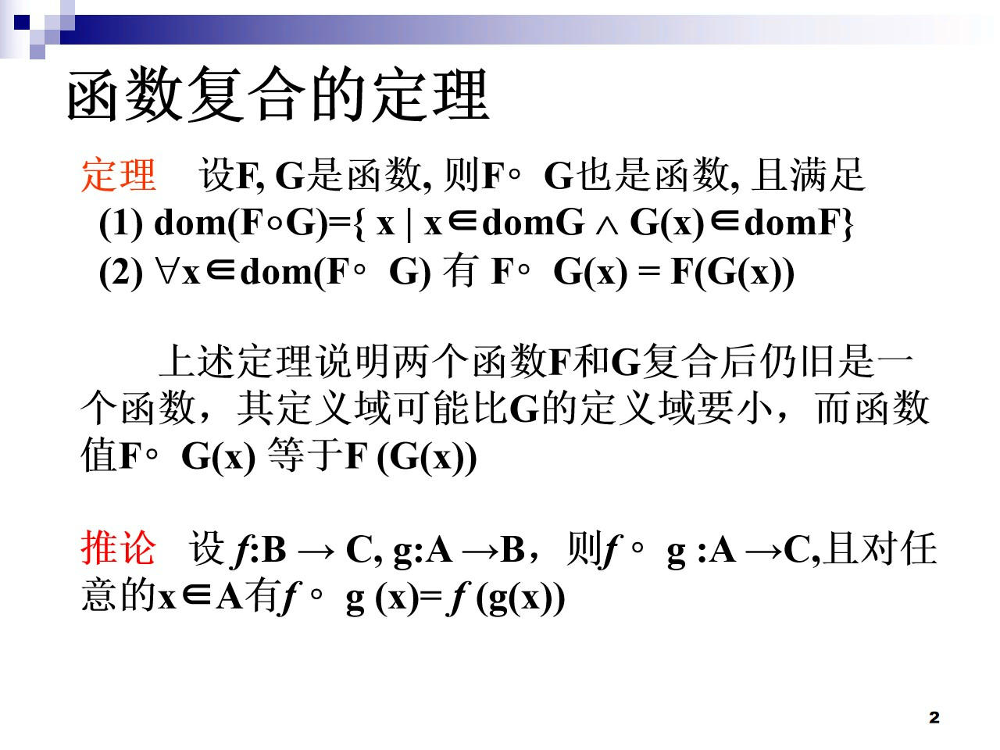 函数复合的定理
定理 设F, G是函数, 则F∘ G也是函数, 且满足
(1) dom(F∘G)={ x | x∈domG ∧ G(x)∈domF}
(2) ∀x∈dom(F∘ G) 有 F∘ G(x) = F(G(x))
上述定理说明两个函数F和G复合后仍旧是一
个函数，其定义域可能比G的定义域要小，而函数
值F∘ G(x) 等于F (G(x))
推论 设 f:B → C, g:A →B，则f ∘ g :A →C,且对任
意的x∈A有f ∘ g (x)= f (g(x))
2